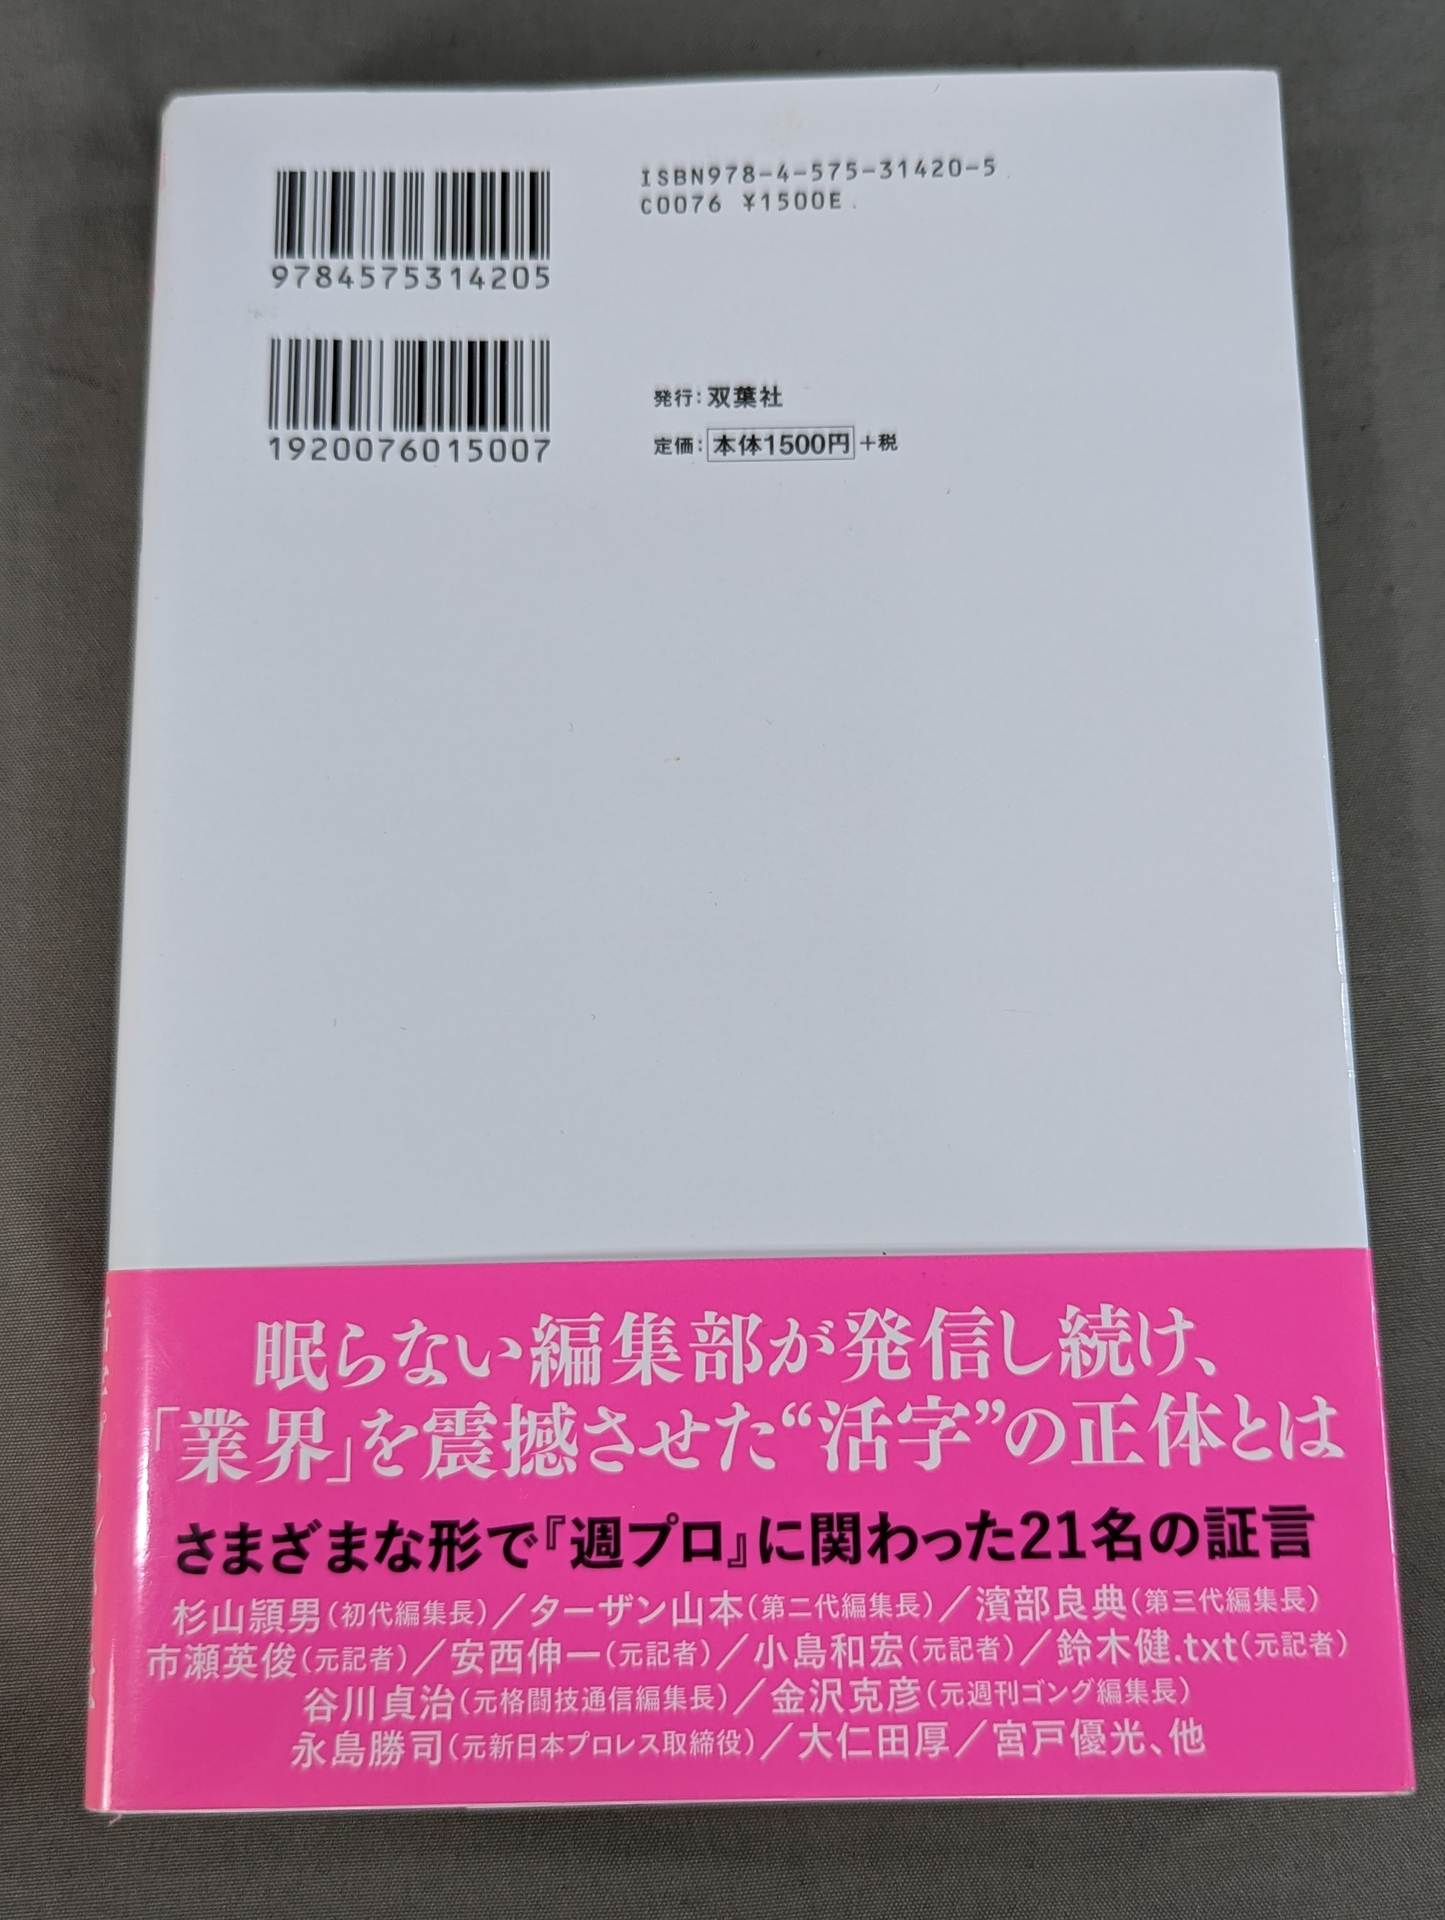 ISBN978-4-575-31420-5
C0076 ¥1500E
9784575314205
1920076015007
発行：双葉社
定価：本体1500円+税
眠らない編集部が発信し続け、
「業界」を震撼させた“活字”の正体とは
さまざまな形で『週プロ』に関わった21名の証言
杉山頴男(初代編集長)／ターザン山本(第二代編集長)／濱部良典(第三代編集長)
市瀬英俊(元記者)／安西伸一(元記者)／小島和宏(元記者)／鈴木健.txt(元記者)
谷川貞治(元格闘技通信編集長)／金沢克彦(元週刊ゴング編集長)
永島勝司(元新日本プロレス取締役)／大仁田厚／宮戸優光、他